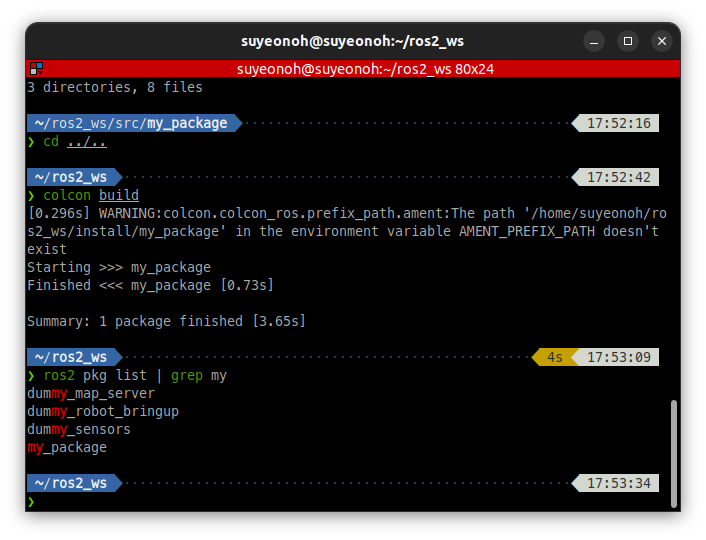 suyeonoh@suyeonoh:~/ros2_ws
suyeonoh@suyeonoh:~/ros2_ws 80x24
3 directories, 8 files
~/ros2_ws/src/my_package 17:52:16
❯ cd ../..
~/ros2_ws 17:52:42
❯ colcon build
[0.296s] WARNING:colcon.colcon_ros.prefix_path.ament:The path '/home/suyeonoh/ro
s2_ws/install/my_package' in the environment variable AMENT_PREFIX_PATH doesn't
exist
Starting >>> my_package
Finished <<< my_package [0.73s]
Summary: 1 package finished [3.65s]
~/ros2_ws 4s 17:53:09
❯ ros2 pkg list | grep my
dummy_map_server
dummy_robot_bringup
dummy_sensors
my_package
~/ros2_ws 17:53:34
❯